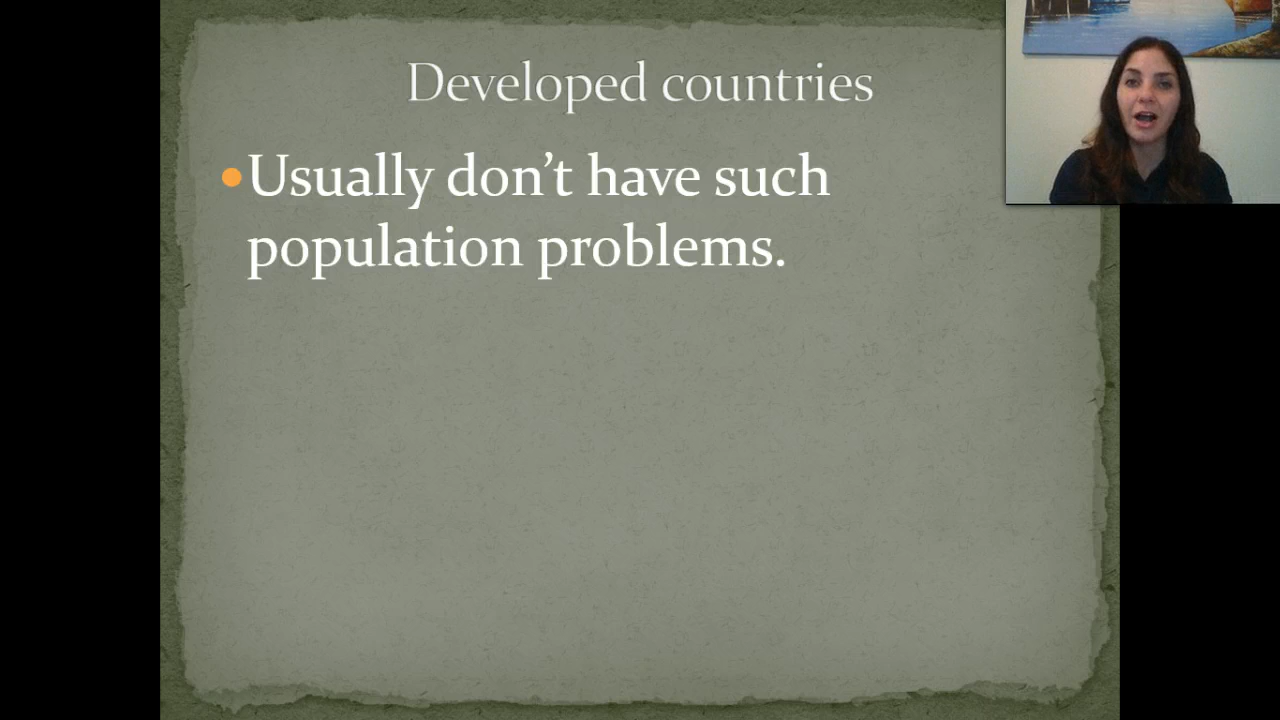 Developed countries
•Usually don’t have such
population problems.